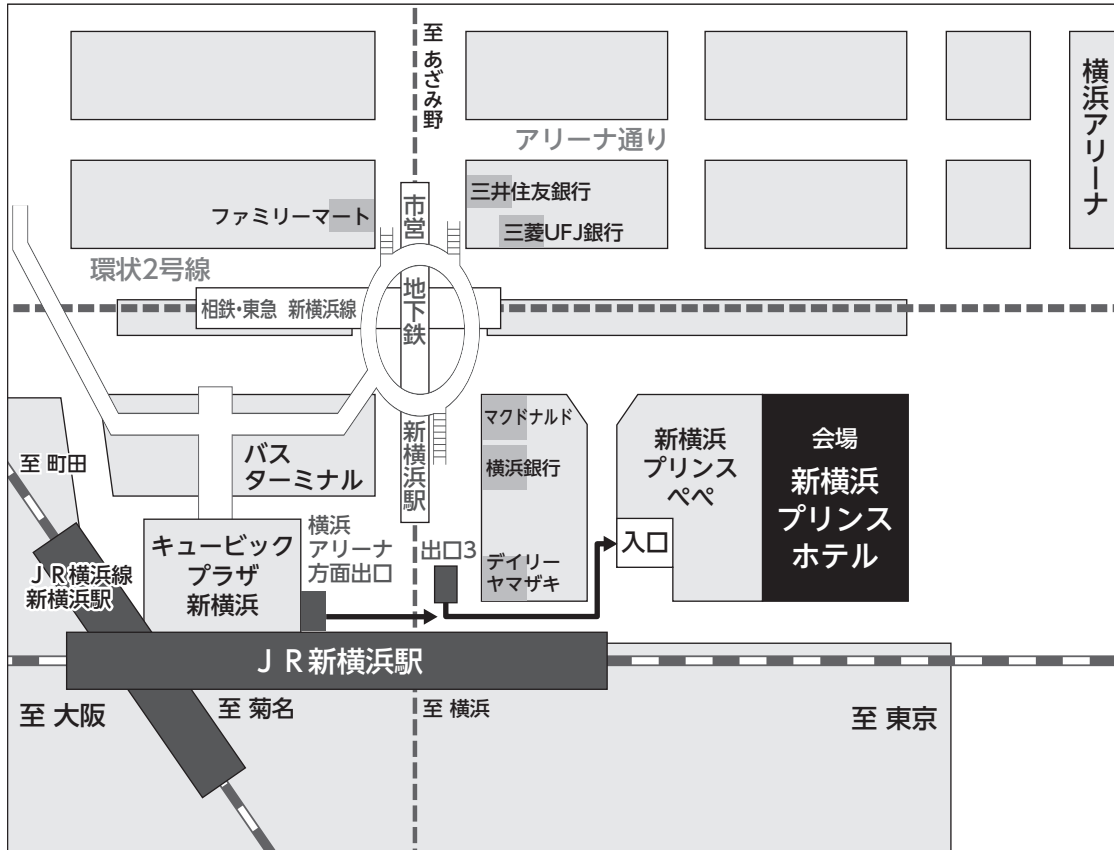 至 あざみ野
横浜アリーナ
アリーナ通り
三井住友銀行
ファミリーマート
三菱UFJ銀行
市営
地下鉄
新横浜駅
環状2号線
相鉄・東急 新横浜線
マクドナルド
横浜銀行
新横浜
プリンス
ぺぺ
会場
新横浜
プリンス
ホテル
至 町田
バス
ターミナル
キュービック
プラザ
新横浜
横浜
アリーナ
方面出口
出口3
デイリー
ヤマザキ
入口
ＪＲ横浜線
新横浜駅
ＪＲ新横浜駅
至 大阪
至 菊名
至 横浜
至 東京